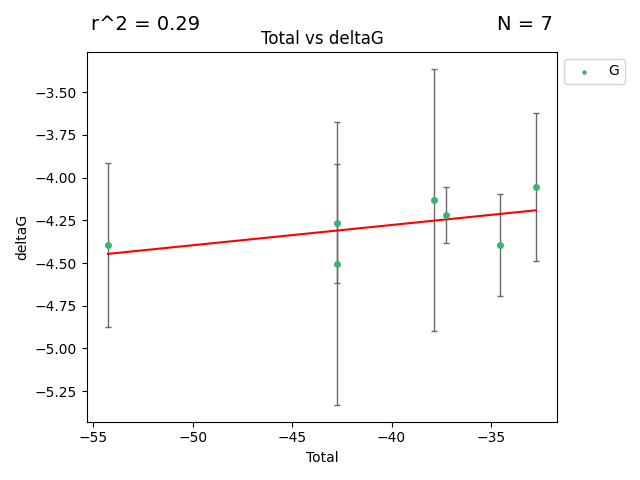 r^2 = 0.29
N = 7
Total vs deltaG
G
−3.50
−3.75
−4.00
−4.25
−4.50
−4.75
−5.00
−5.25
deltaG
−55
−50
−45
−40
−35
Total